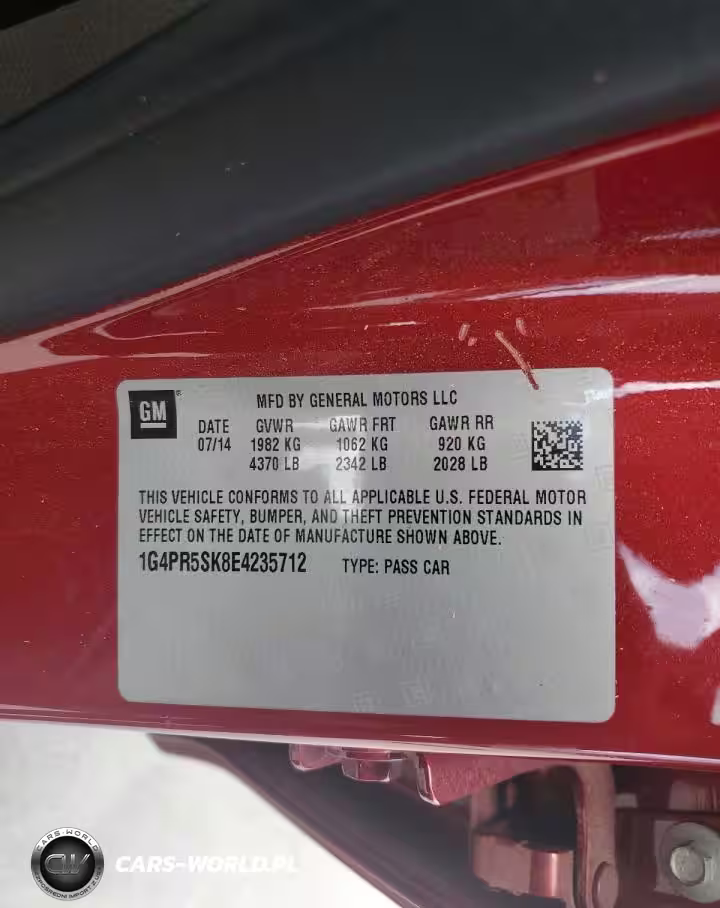 GM
MFD BY GENERAL MOTORS LLC
DATE GVWR GAWR FRT GAWR RR
07/14 1982 KG 1062 KG 920 KG
4370 LB 2342 LB 2028 LB
THIS VEHICLE CONFORMS TO ALL APPLICABLE U.S. FEDERAL MOTOR
VEHICLE SAFETY, BUMPER, AND THEFT PREVENTION STANDARDS IN
EFFECT ON THE DATE OF MANUFACTURE SHOWN ABOVE.
1G4PR5SK8E4235712 TYPE: PASS CAR
CARS-WORLD
CW
CARS-WORLD.PL